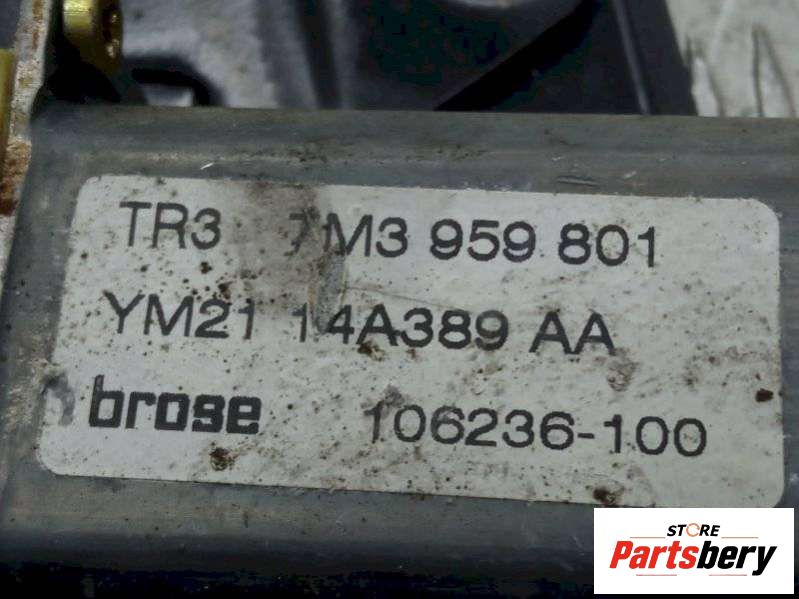 TR3 7M3 959 801
YM21 14A389 AA
brose 106236-100
STORE
Partsbery